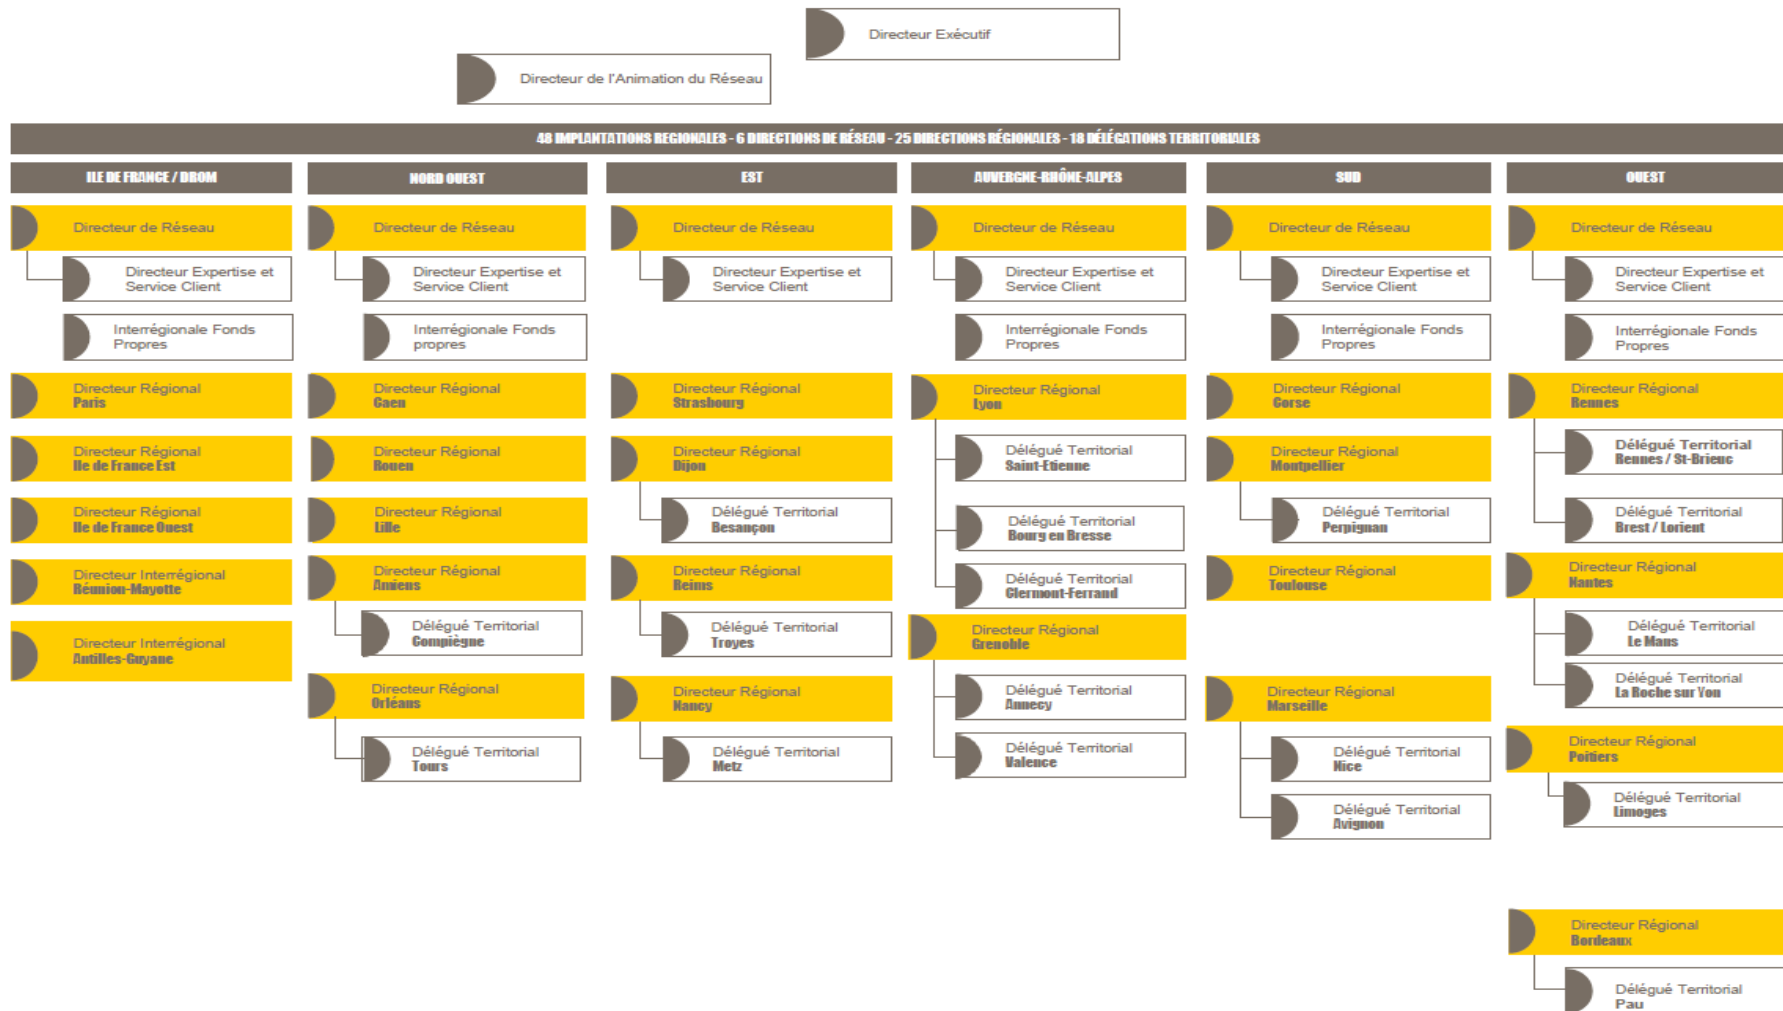 Directeur Exécutif
Directeur de l'Animation du Réseau
48 IMPLANTATIONS REGIONALES - 6 DIRECTIONS DE RÉSEAU - 25 DIRECTIONS RÉGIONALES - 18 DÉLÉGATIONS TERRITORIALES
ILE DE FRANCE / DROM
Directeur de Réseau
Directeur Expertise et
Service Client
Interrégionale Fonds
Propres
Directeur Régional
Paris
Directeur Régional
Ile de France Est
Directeur Régional
Ile de France Ouest
Directeur Interrégional
Réunion-Mayotte
Directeur Interrégional
Antilles-Guyane
NORD OUEST
Directeur de Réseau
Directeur Expertise et
Service Client
Interrégionale Fonds
propres
Directeur Régional
Caen
Directeur Régional
Rouen
Directeur Régional
Lille
Directeur Régional
Amiens
Délégué Territorial
Compiègne
Directeur Régional
Orléans
Délégué Territorial
Tours
EST
Directeur de Réseau
Directeur Expertise et
Service Client
Directeur Régional
Strasbourg
Directeur Régional
Dijon
Délégué Territorial
Besançon
Directeur Régional
Reims
Délégué Territorial
Troyes
Directeur Régional
Nancy
Délégué Territorial
Metz
AUVERGNE-RHÔNE-ALPES
Directeur de Réseau
Directeur Expertise et
Service Client
Interrégionale Fonds
Propres
Directeur Régional
Lyon
Délégué Territorial
Saint-Etienne
Délégué Territorial
Bourg en Bresse
Délégué Territorial
Clermont-Ferrand
Directeur Régional
Grenoble
Délégué Territorial
Annecy
Délégué Territorial
Valence
SUD
Directeur de Réseau
Directeur Expertise et
Service Client
Interrégionale Fonds
Propres
Directeur Régional
Corse
Directeur Régional
Montpellier
Délégué Territorial
Perpignan
Directeur Régional
Toulouse
Directeur Régional
Marseille
Délégué Territorial
Nice
Délégué Territorial
Avignon
OUEST
Directeur de Réseau
Directeur Expertise et
Service Client
Interrégionale Fonds
Propres
Directeur Régional
Rennes
Délégué Territorial
Rennes / St-Brieuc
Délégué Territorial
Brest / Lorient
Directeur Régional
Nantes
Délégué Territorial
Le Mans
Délégué Territorial
La Roche sur Yon
Directeur Régional
Poitiers
Délégué Territorial
Limoges
Directeur Régional
Bordeaux
Délégué Territorial
Pau